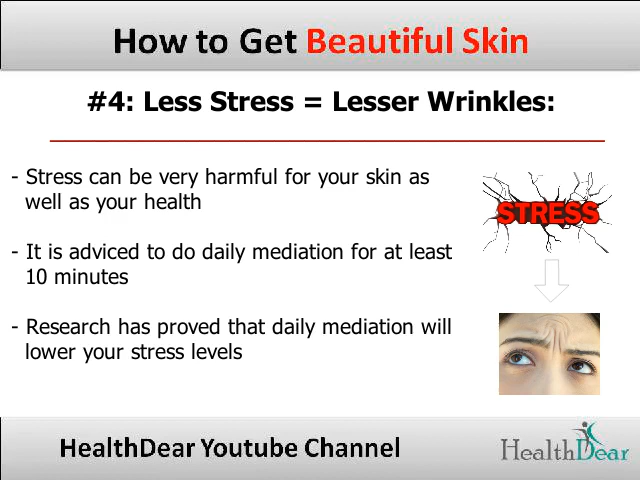 How to Get Beautiful Skin
#4: Less Stress = Lesser Wrinkles:
- Stress can be very harmful for your skin as
well as your health
STRESS
- It is adviced to do daily mediation for at least
10 minutes
- Research has proved that daily mediation will
lower your stress levels
HealthDear Youtube Channel
HealthDear